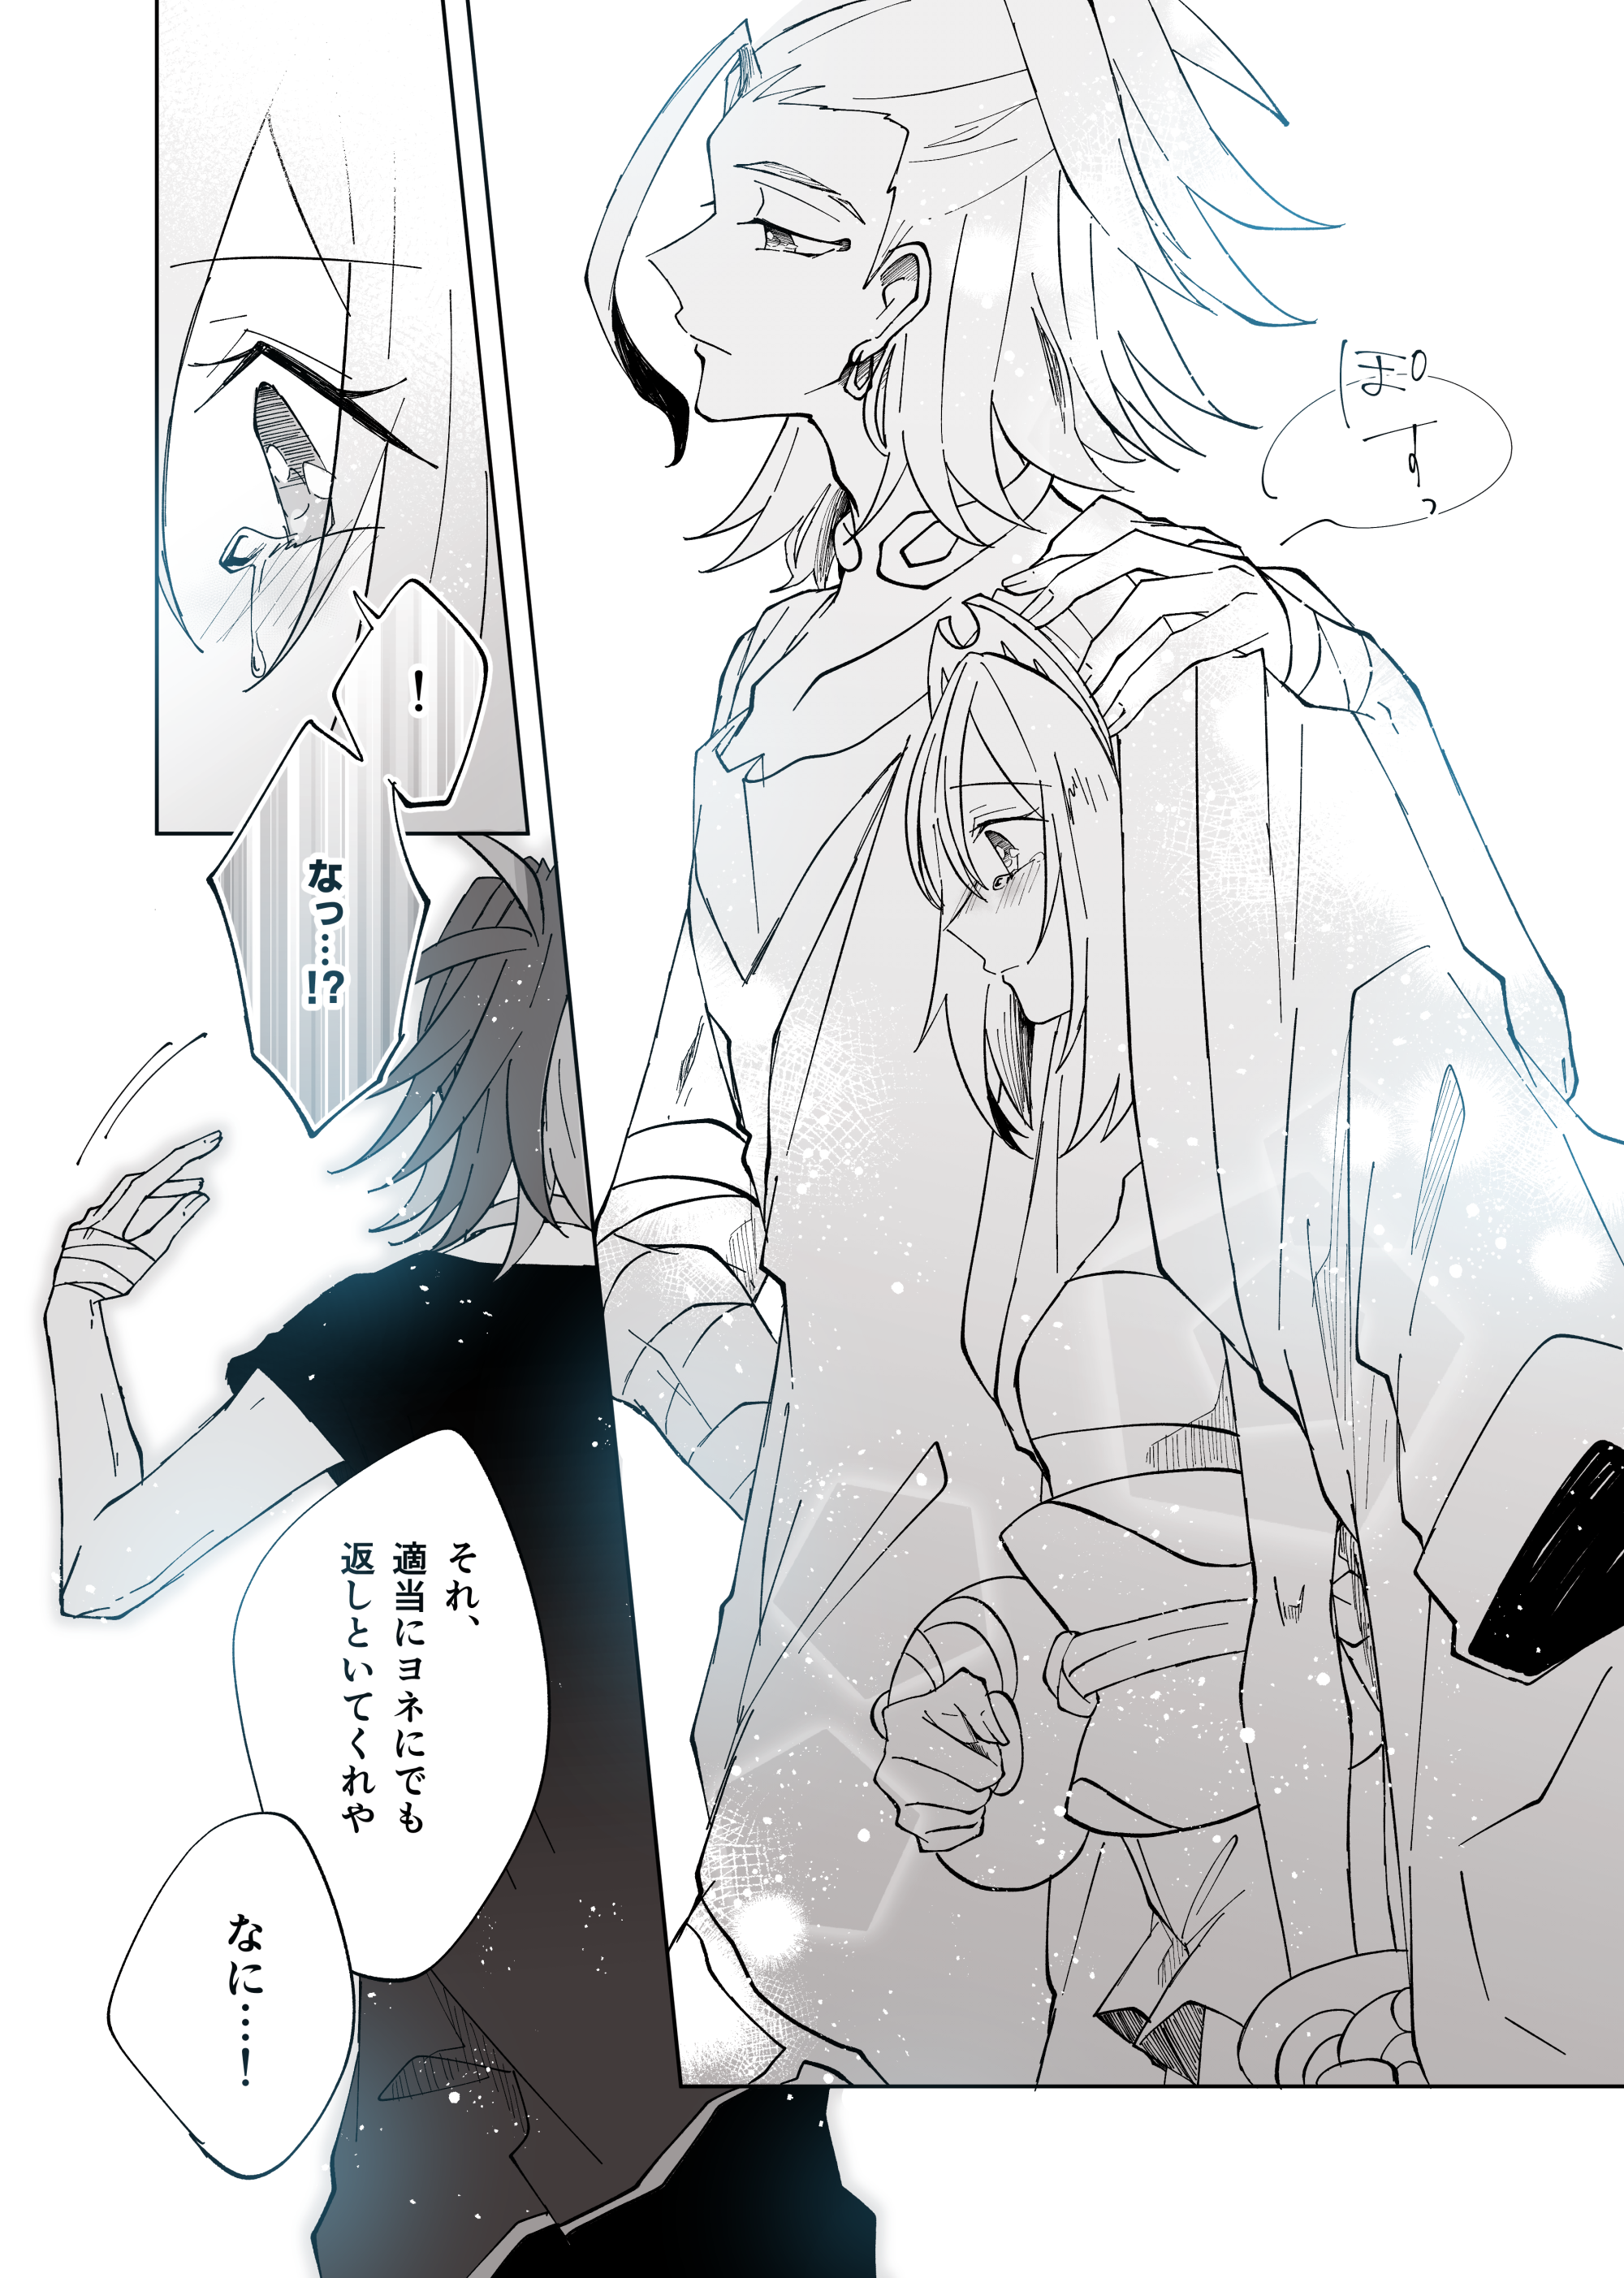 ぽすっ
！
なっ…⁉
それ、
適当にヨネにでも
返しといてくれや
なに……！